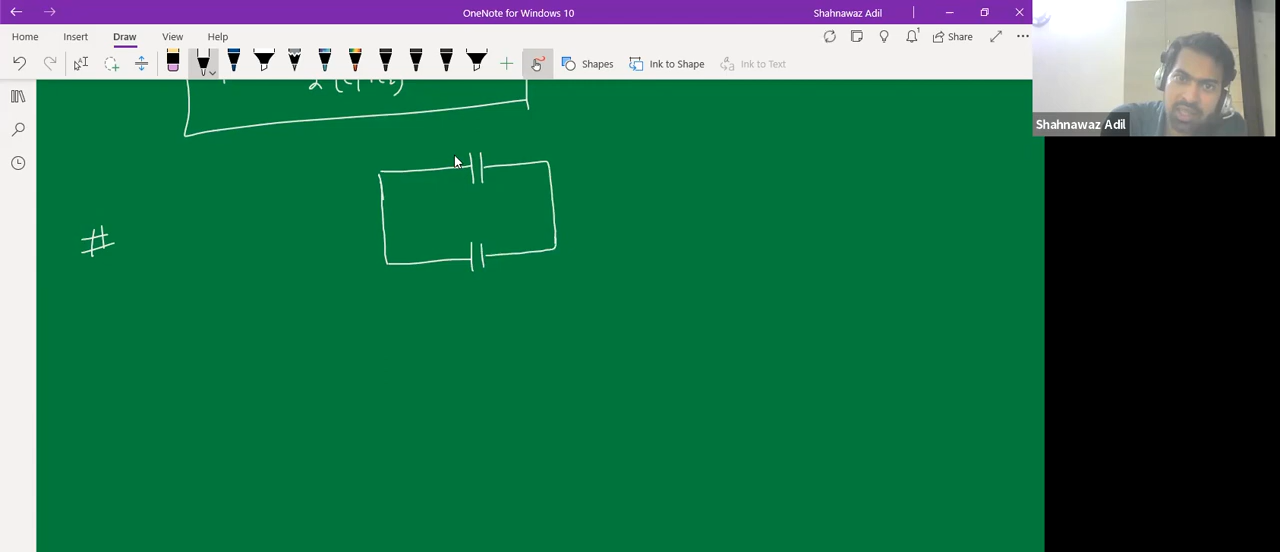 OneNote for Windows 10
Shahnawaz Adil
Home Insert Draw View Help
Share
Shapes Ink to Shape Ink to Text
Shahnawaz Adil
#